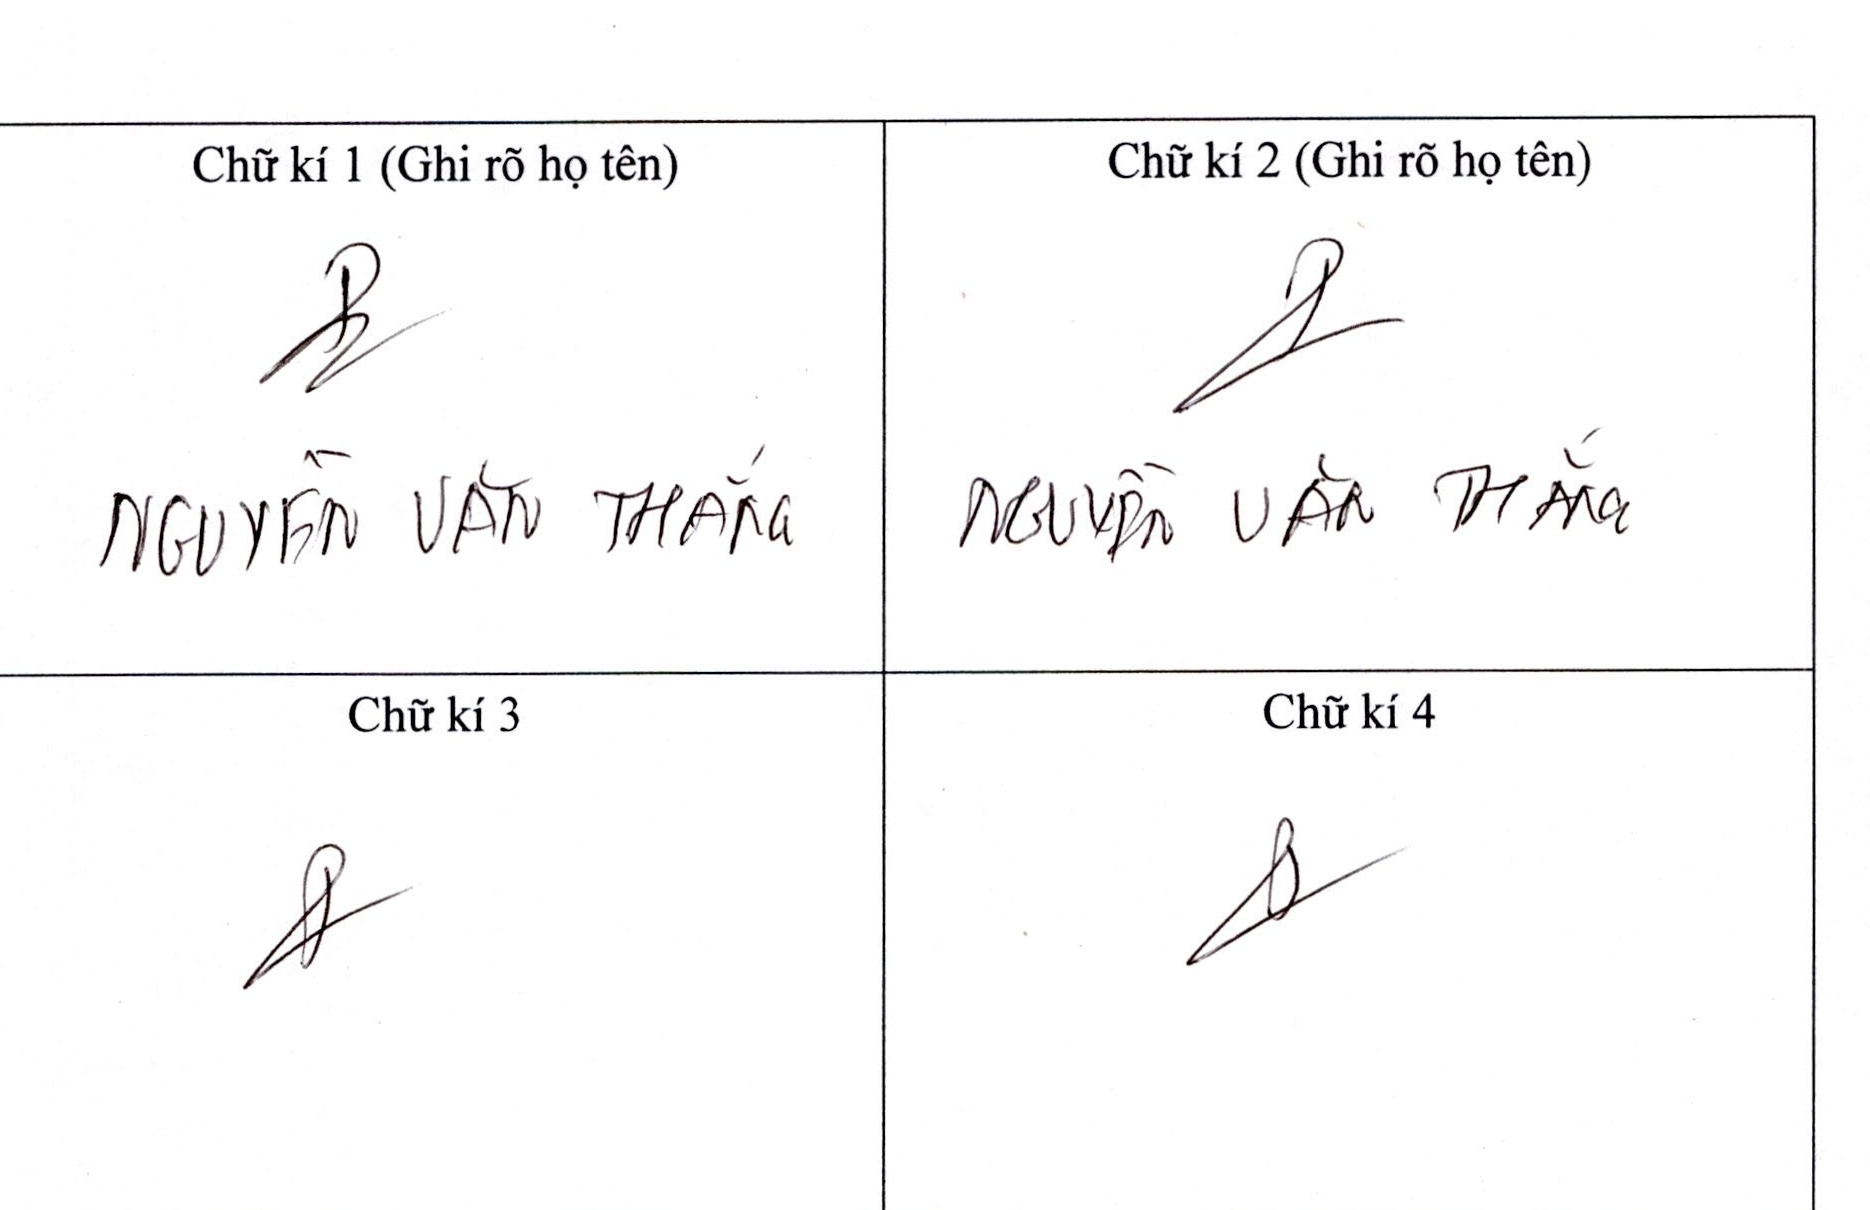 Chữ kí 1 (Ghi rõ họ tên)
Chữ kí 2 (Ghi rõ họ tên)
NGUYỄN VĂN THẮNG
NGUYỄN VĂN THẮNG
Chữ kí 3
Chữ kí 4